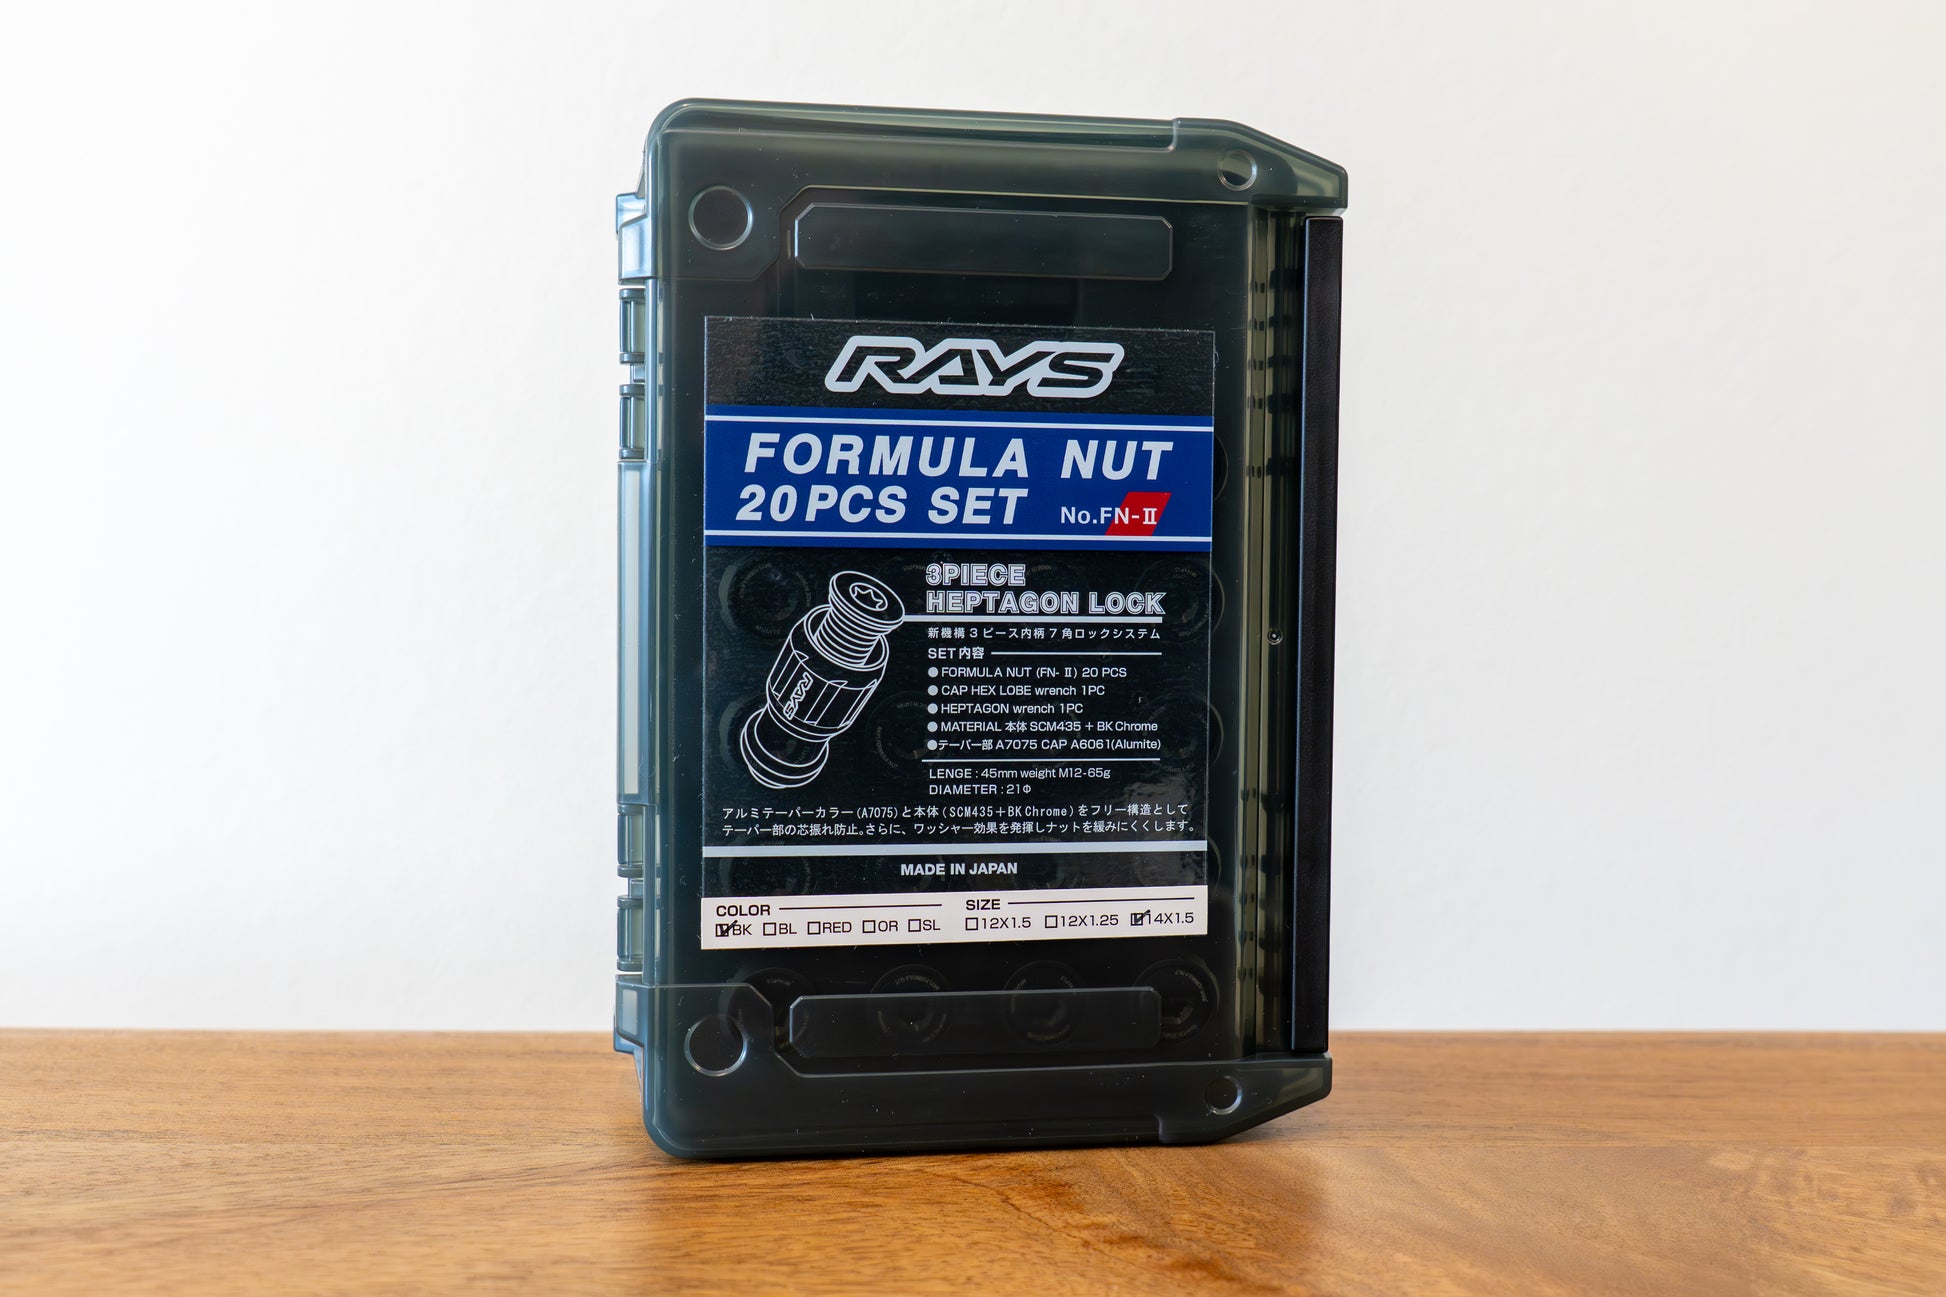 RAYS
FORMULA NUT
20PCS SET No.FN-Ⅱ
3PIECE
HEPTAGON LOCK
新機構3ピース内柄7角ロックシステム
SET内容
●FORMULA NUT (FN-Ⅱ) 20 PCS
●CAP HEX LOBE wrench 1PC
●HEPTAGON wrench 1PC
●MATERIAL 本体 SCM435 + BK Chrome
●テーパー部 A7075 CAP A6061(Alumite)
RAYS
LENGE : 45mm weight M12-65g
DIAMETER : 21Φ
アルミテーパーカラー(A7075)と本体(SCM435+BK Chrome)をフリー構造として
テーパー部の芯振れ防止。さらに、ワッシャー効果を発揮しナットを緩みにくくします。
MADE IN JAPAN
COLOR
☑BK □BL □RED □OR □SL
SIZE
□12X1.5 □12X1.25 ☑14X1.5